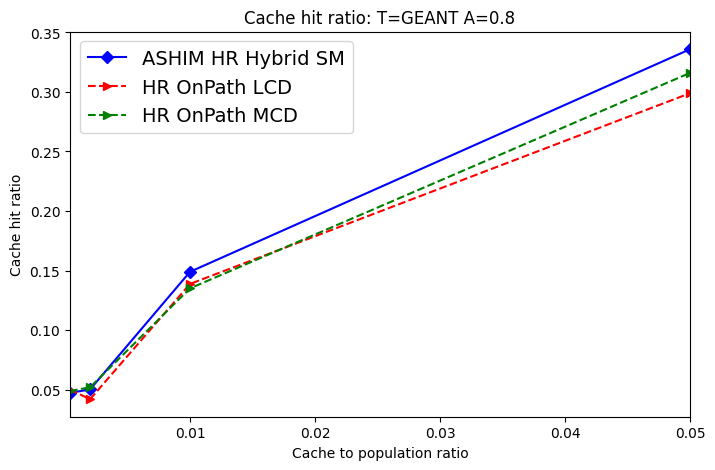 Cache hit ratio: T=GEANT A=0.8
0.35
0.30
0.25
0.20
0.15
0.10
0.05
Cache hit ratio
ASHIM HR Hybrid SM
HR OnPath LCD
HR OnPath MCD
0.01 0.02 0.03 0.04 0.05
Cache to population ratio